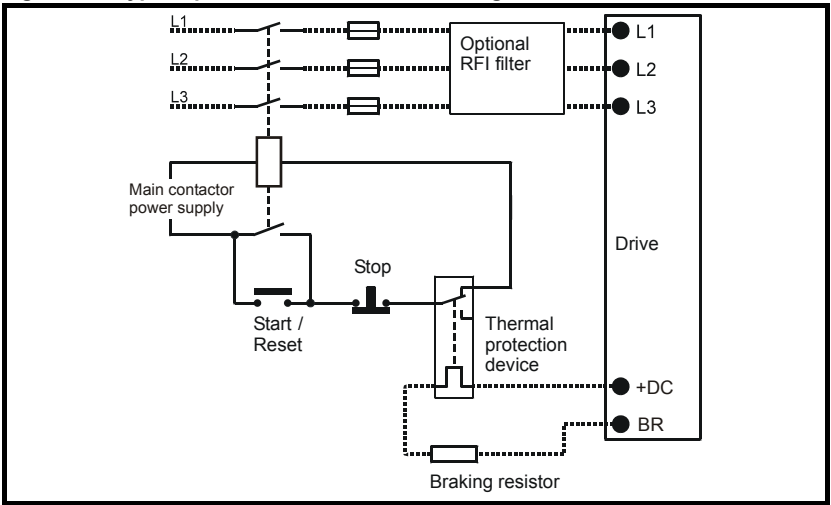 L1
Optional
RFI filter
L1
L2
L2
L3
L3
Main contactor
power supply
Drive
Stop
Start /
Reset
Thermal
protection
device
+DC
BR
Braking resistor